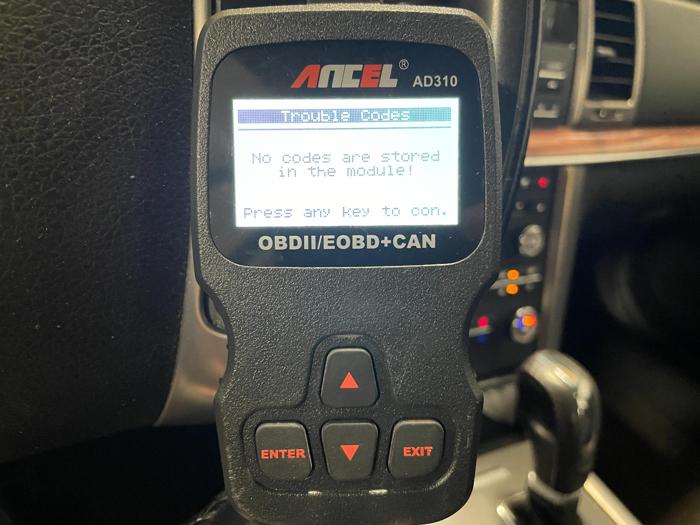 ANCEL®
AD310
Trouble Codes
No codes are stored
in the module!
Press any key to con.
OBDII/EOBD+CAN
ENTER
EXIT